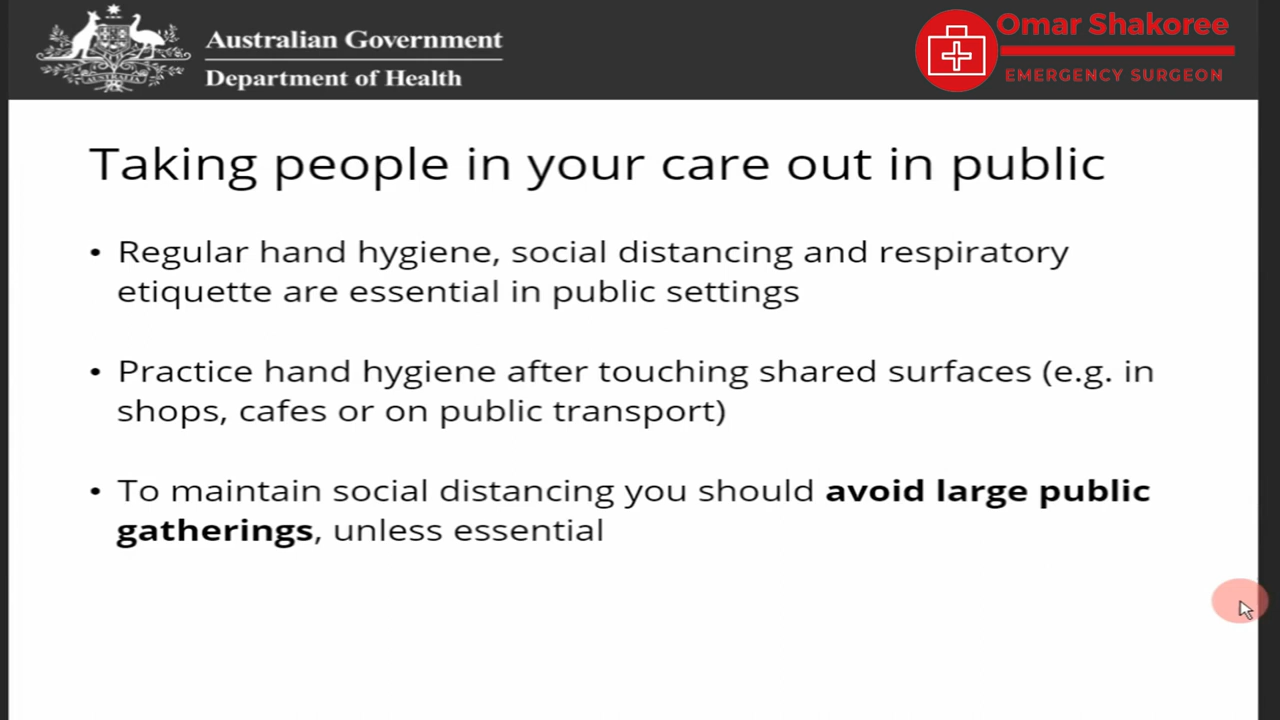 Australian Government
Department of Health
Omar Shakoree
EMERGENCY SURGEON
Taking people in your care out in public
• Regular hand hygiene, social distancing and respiratory
etiquette are essential in public settings
• Practice hand hygiene after touching shared surfaces (e.g. in
shops, cafes or on public transport)
• To maintain social distancing you should avoid large public
gatherings, unless essential